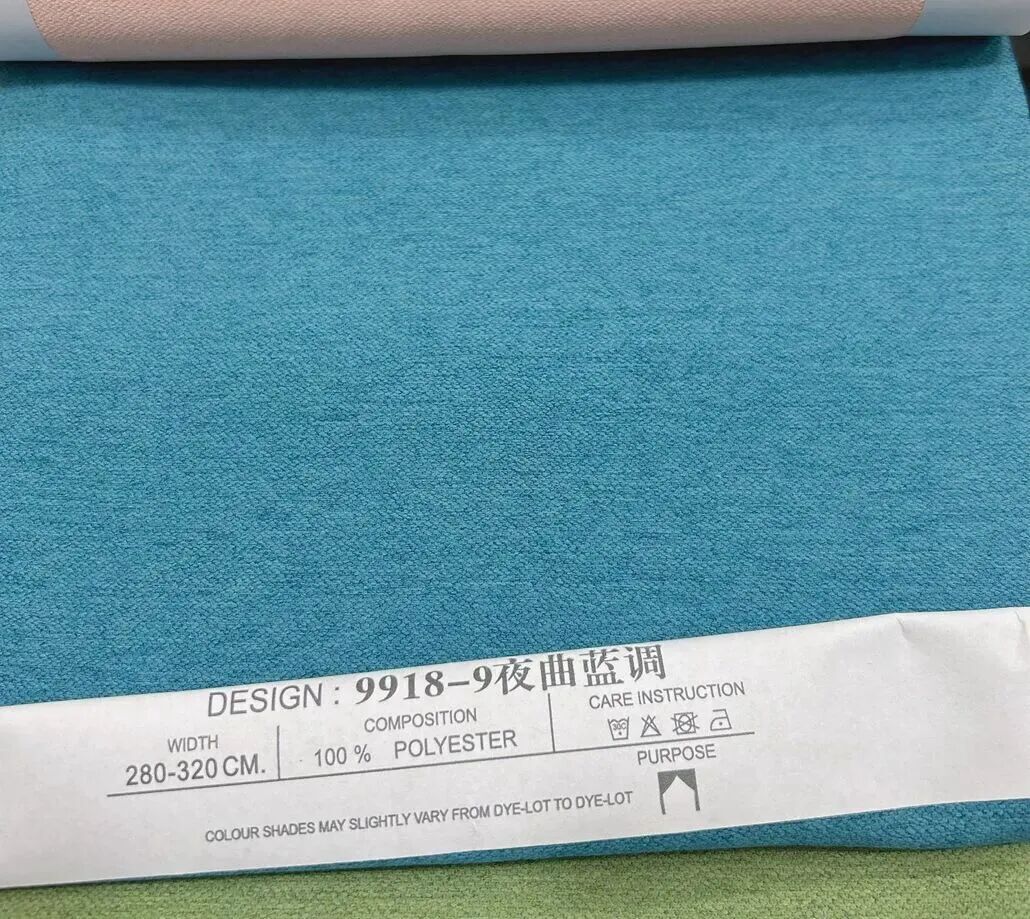 DESIGN : 9918-9夜曲蓝调
WIDTH
280-320 CM.
COMPOSITION
100 % POLYESTER
CARE INSTRUCTION
30C
PURPOSE
COLOUR SHADES MAY SLIGHTLY VARY FROM DYE-LOT TO DYE-LOT